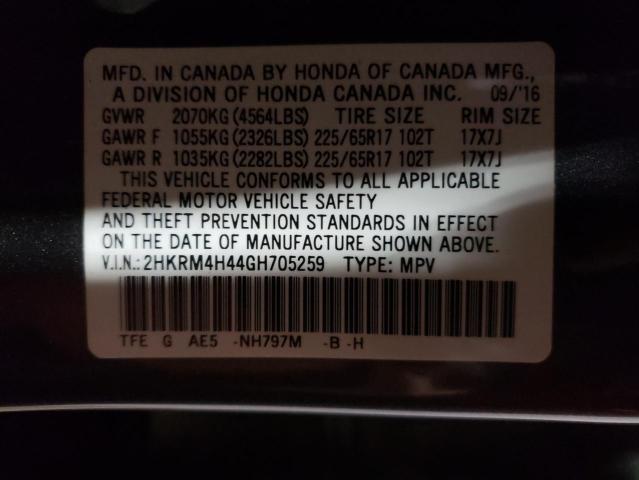 MFD. IN CANADA BY HONDA OF CANADA MFG.,
A DIVISION OF HONDA CANADA INC. 09/'16
GVWR 2070KG(4564LBS) TIRE SIZE RIM SIZE
GAWR F 1055KG(2326LBS) 225/65R17 102T 17X7J
GAWR R 1035KG(2282LBS) 225/65R17 102T 17X7J
THIS VEHICLE CONFORMS TO ALL APPLICABLE
FEDERAL MOTOR VEHICLE SAFETY
AND THEFT PREVENTION STANDARDS IN EFFECT
ON THE DATE OF MANUFACTURE SHOWN ABOVE.
V.I.N.: 2HKRM4H44GH705259 TYPE: MPV
TFE G AE5 -NH797M -B -H